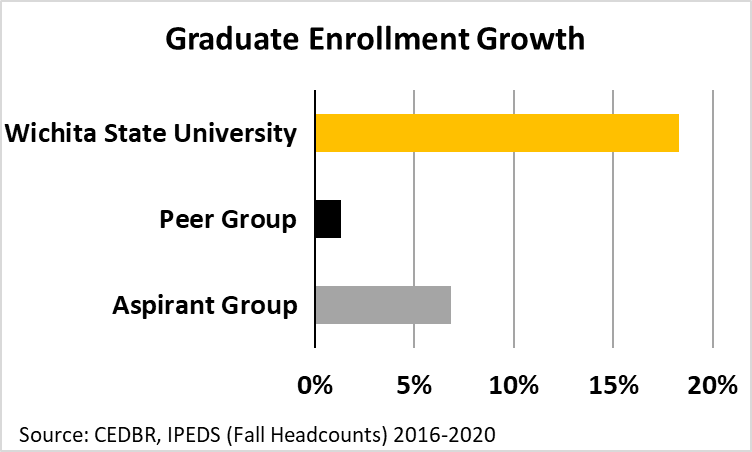 Graduate Enrollment Growth
Wichita State University
Peer Group
Aspirant Group
0% 5% 10% 15% 20%
Source: CEDBR, IPEDS (Fall Headcounts) 2016-2020